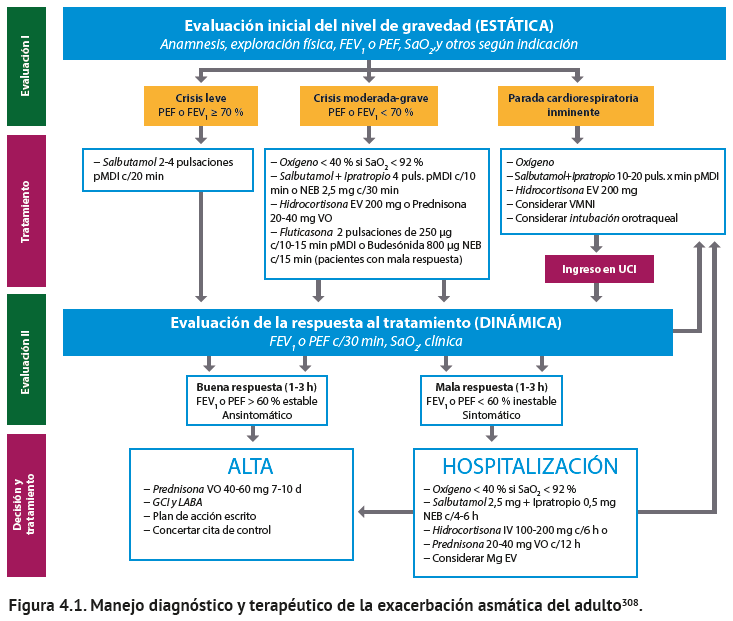 Evaluación I
Evaluación inicial del nivel de gravedad (ESTÁTICA)
Anamnesis, exploración física, FEV₁ o PEF, SaO₂, y otros según indicación
Crisis leve
PEF o FEV₁ ≥ 70 %
Crisis moderada-grave
PEF o FEV₁ < 70 %
Parada cardiorespiratoria
inminente
Tratamiento
– Salbutamol 2-4 pulsaciones
pMDI c/20 min
– Oxígeno < 40 % si SaO₂ < 92 %
– Salbutamol + Ipratropio 4 puls. pMDI c/10
min o NEB 2,5 mg c/30 min
– Hidrocortisona EV 200 mg o Prednisona
20-40 mg VO
– Fluticasona 2 pulsaciones de 250 µg
c/10-15 min pMDI o Budesónida 800 µg NEB
c/15 min (pacientes con mala respuesta)
– Oxígeno
– Salbutamol+Ipratropio 10-20 puls. x min pMDI
– Hidrocortisona EV 200 mg
– Considerar VMNI
– Considerar intubación orotraqueal
Ingreso en UCI
Evaluación II
Evaluación de la respuesta al tratamiento (DINÁMICA)
FEV₁ o PEF c/30 min, SaO₂, clínica
Buena respuesta (1-3 h)
FEV₁ o PEF > 60 % estable
Ansintomático
Mala respuesta (1-3 h)
FEV₁ o PEF < 60 % inestable
Sintomático
Decisión y
tratamiento
ALTA
– Prednisona VO 40-60 mg 7-10 d
– GCI y LABA
– Plan de acción escrito
– Concertar cita de control
HOSPITALIZACIÓN
– Oxígeno < 40 % si SaO₂ < 92 %
– Salbutamol 2,5 mg + Ipratropio 0,5 mg
NEB c/4-6 h
– Hidrocortisona IV 100-200 mg c/6 h o
– Prednisona 20-40 mg VO c/12 h
– Considerar Mg EV
Figura 4.1. Manejo diagnóstico y terapéutico de la exacerbación asmática del adulto³⁰⁸.